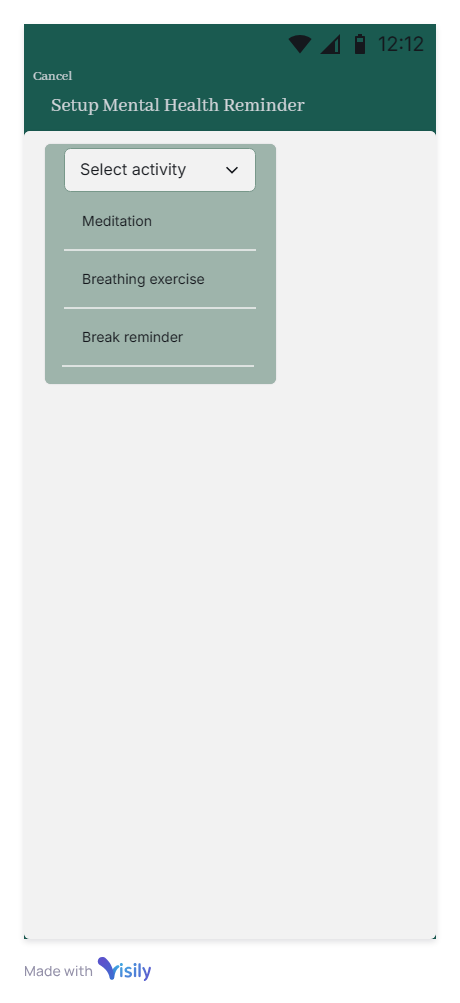 12:12
Cancel
Setup Mental Health Reminder
Select activity
Meditation
Breathing exercise
Break reminder
Made with Visily